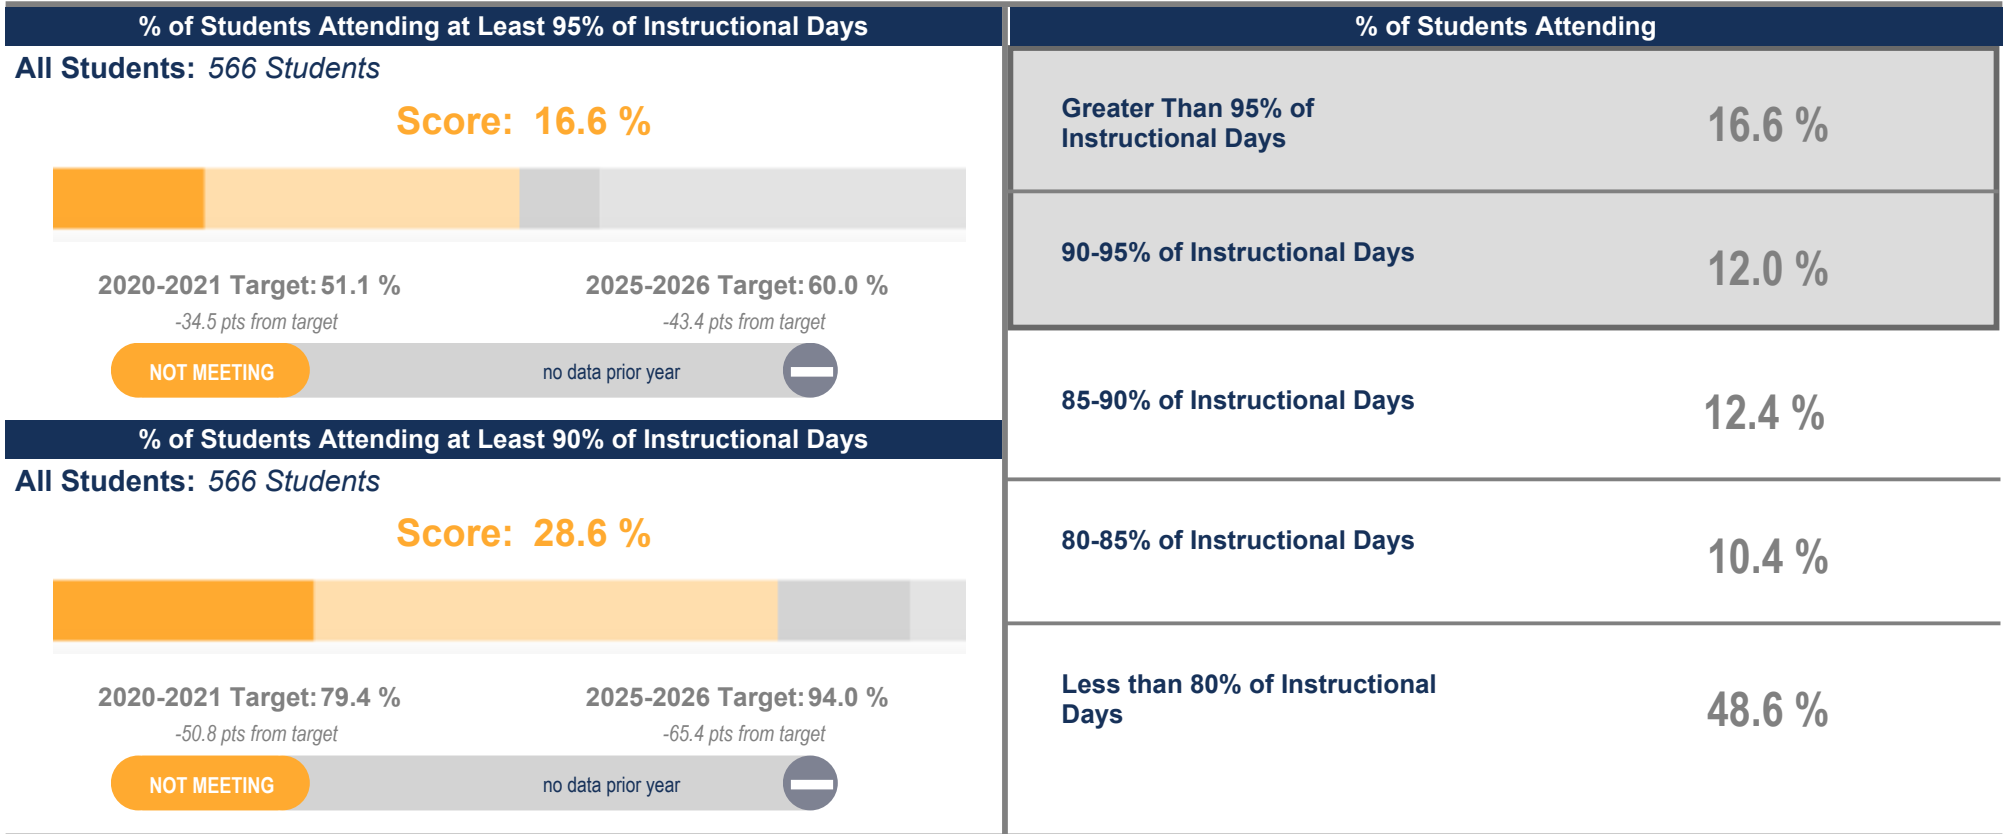 % of Students Attending at Least 95% of Instructional Days
All Students: 566 Students
Score: 16.6 %
2020-2021 Target: 51.1 %
-34.5 pts from target
2025-2026 Target: 60.0 %
-43.4 pts from target
NOT MEETING
no data prior year
% of Students Attending at Least 90% of Instructional Days
All Students: 566 Students
Score: 28.6 %
2020-2021 Target: 79.4 %
-50.8 pts from target
2025-2026 Target: 94.0 %
-65.4 pts from target
NOT MEETING
no data prior year
% of Students Attending
Greater Than 95% of
Instructional Days
16.6 %
90-95% of Instructional Days
12.0 %
85-90% of Instructional Days
12.4 %
80-85% of Instructional Days
10.4 %
Less than 80% of Instructional
Days
48.6 %